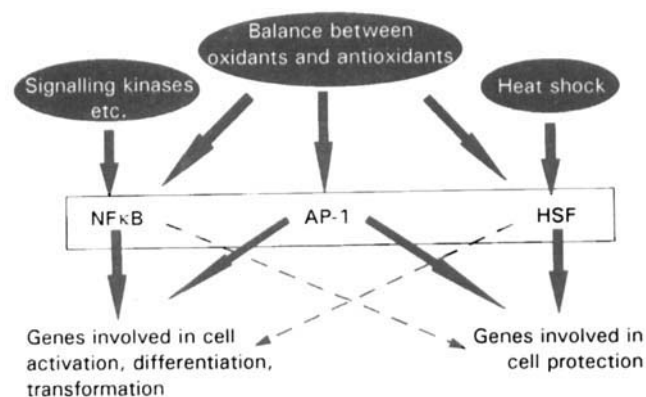 Balance between
oxidants and antioxidants
Signalling kinases
etc.
Heat shock
NFκB
AP-1
HSF
Genes involved in cell
activation, differentiation,
transformation
Genes involved in
cell protection